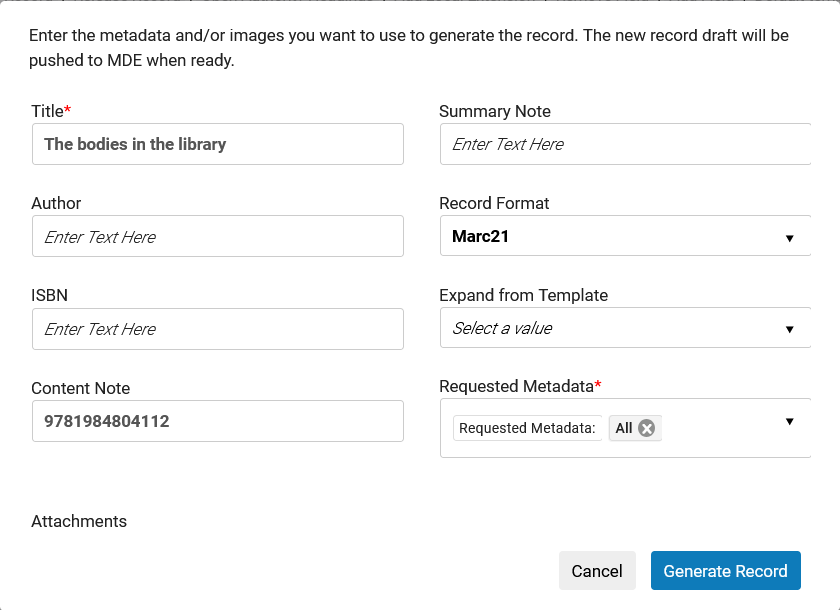 Enter the metadata and/or images you want to use to generate the record. The new record draft will be
pushed to MDE when ready.
Title*
The bodies in the library
Summary Note
Enter Text Here
Author
Enter Text Here
Record Format
Marc21
ISBN
Enter Text Here
Expand from Template
Select a value
Content Note
9781984804112
Requested Metadata*
Requested Metadata: All
Attachments
Cancel
Generate Record